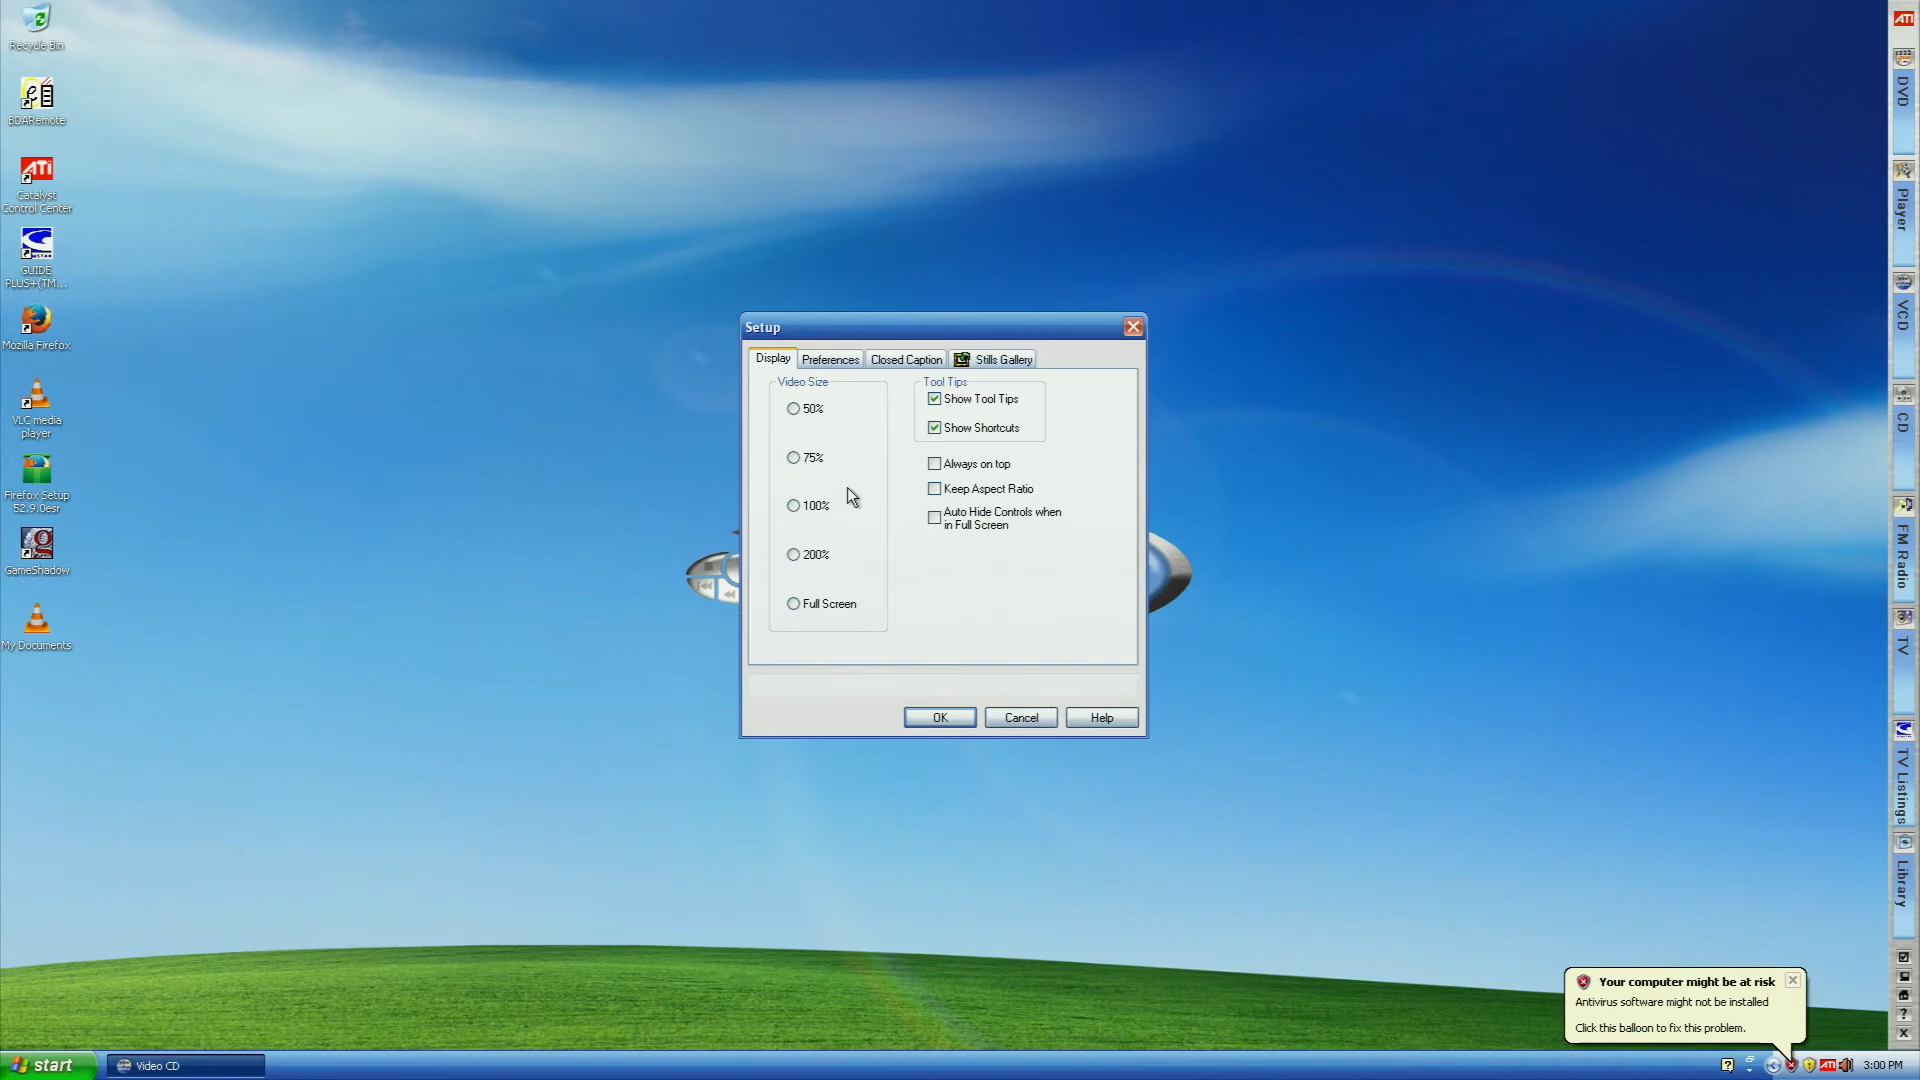 Recycle Bin
BDARemote
ATI
Catalyst
Control Center
GUIDE
PLUS+(TM...
Mozilla Firefox
VLC media
player
Firefox Setup
52.9.0esr
GameShadow
My Documents
Setup
Display
Preferences
Closed Caption
Stills Gallery
Video Size
50%
75%
100%
200%
Full Screen
Tool Tips
Show Tool Tips
Show Shortcuts
Always on top
Keep Aspect Ratio
Auto Hide Controls when
in Full Screen
OK
Cancel
Help
ATI
DVD
Player
VCD
CD
FM Radio
TV
TV Listings
Library
?
X
Your computer might be at risk
Antivirus software might not be installed
Click this balloon to fix this problem.
start
Video CD
ATI
3:00 PM